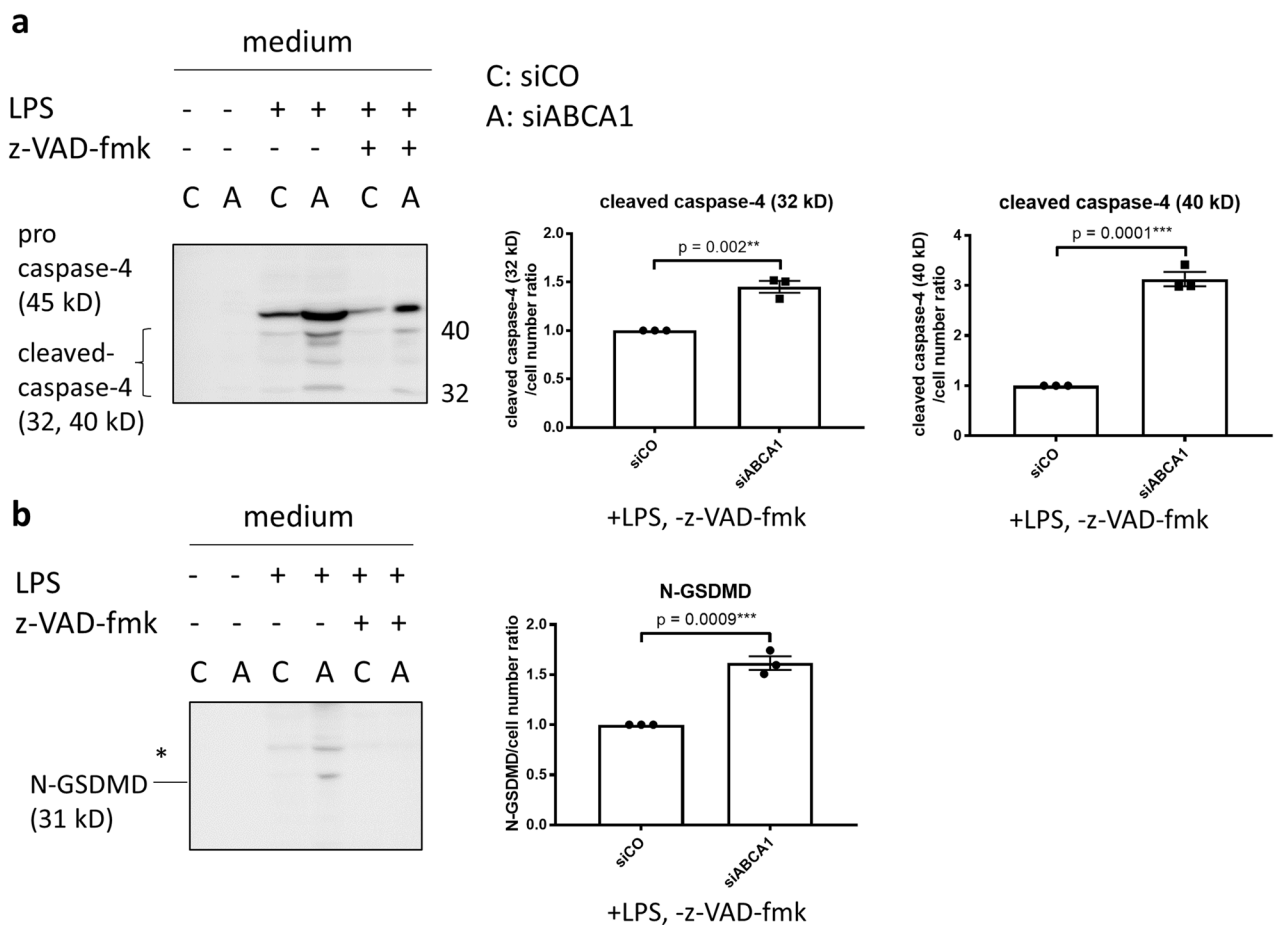 a
medium
C: siCO
A: siABCA1
LPS - - + + + +
z-VAD-fmk - - - - + +
C A C A C A
pro
caspase-4
(45 kD)
cleaved-
caspase-4
(32, 40 kD)
40
32
cleaved caspase-4 (32 kD)
p = 0.002**
cleaved caspase-4 (32 kD)
/cell number ratio
2.0
1.5
1.0
0.5
0.0
siCO
siABCA1
+LPS, -z-VAD-fmk
cleaved caspase-4 (40 kD)
p = 0.0001***
cleaved caspase-4 (40 kD)
/cell number ratio
4
3
2
1
0
siCO
siABCA1
+LPS, -z-VAD-fmk
b
medium
LPS - - + + + +
z-VAD-fmk - - - - + +
C A C A C A
*
N-GSDMD
(31 kD)
N-GSDMD
p = 0.0009***
N-GSDMD/cell number ratio
2.0
1.5
1.0
0.5
0.0
siCO
siABCA1
+LPS, -z-VAD-fmk